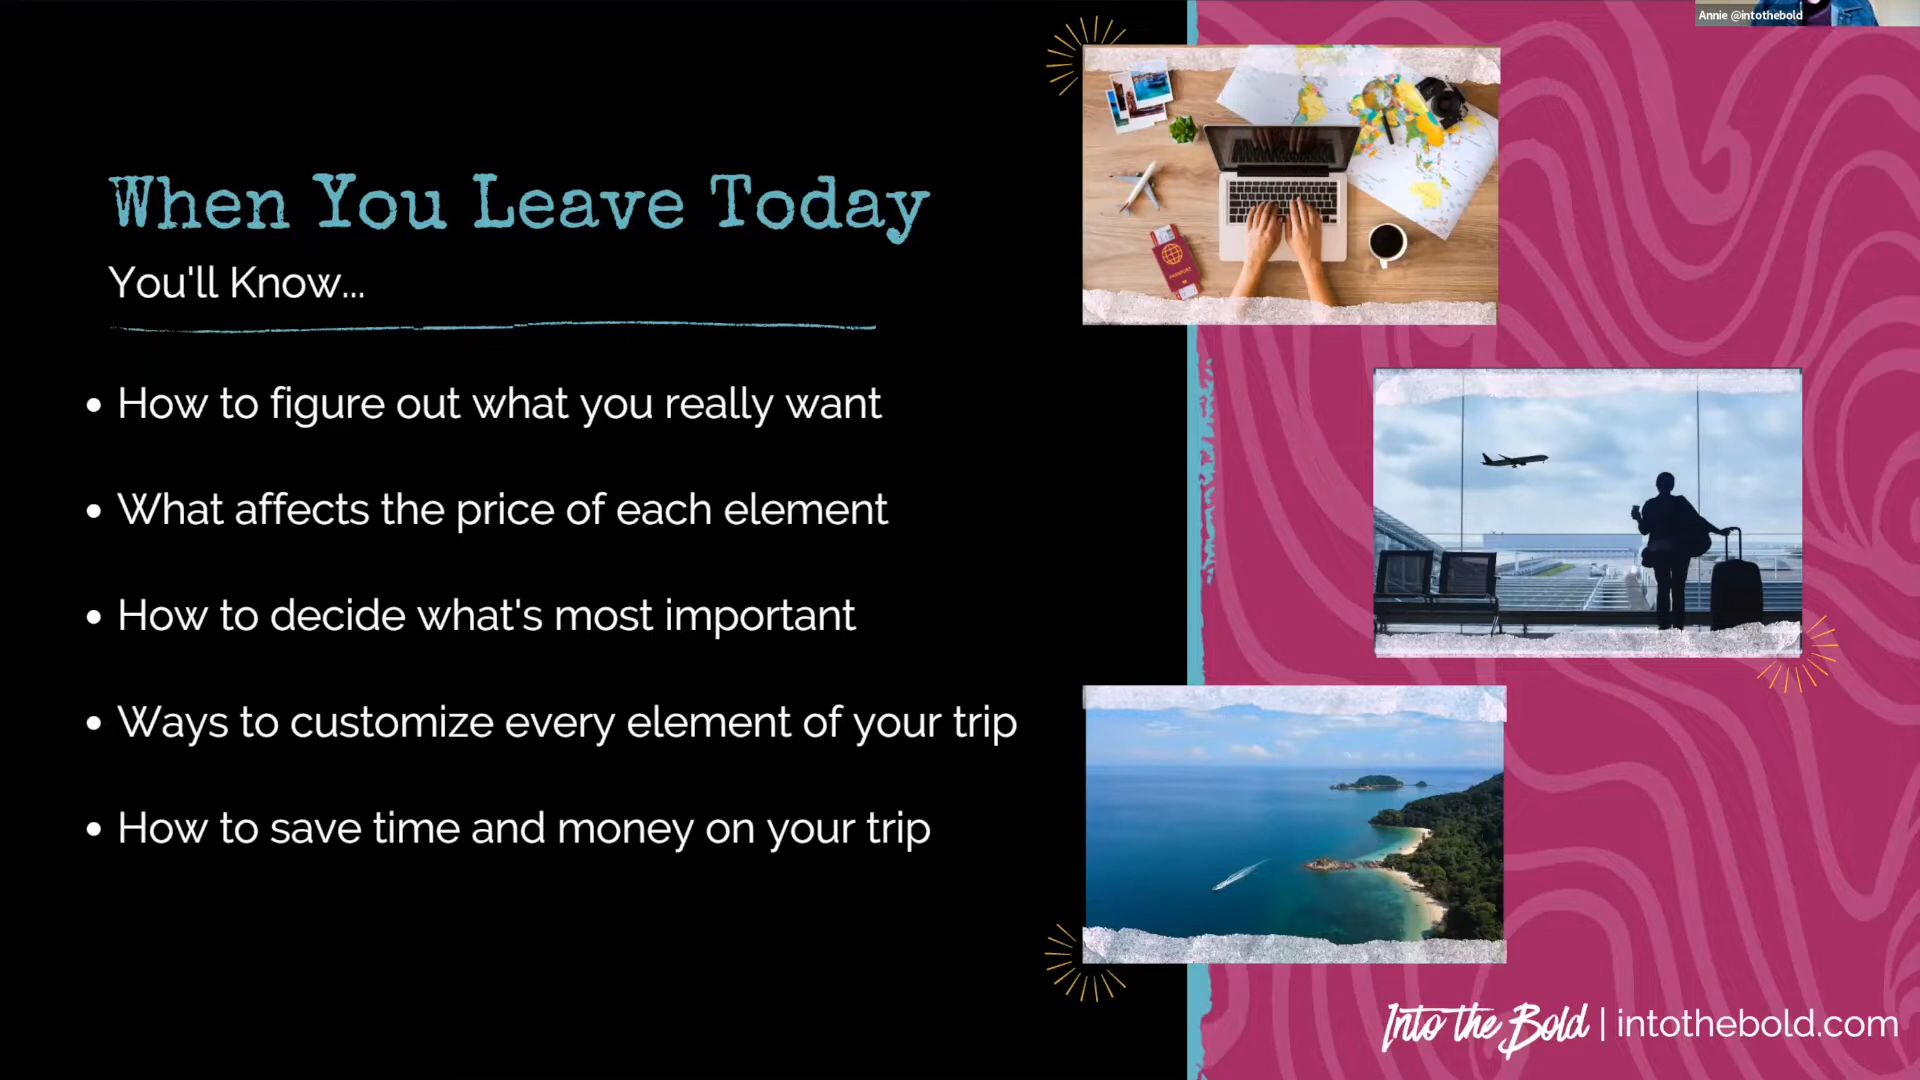 Annie @intothebold
When You Leave Today
You'll Know...
• How to figure out what you really want
• What affects the price of each element
• How to decide what's most important
• Ways to customize every element of your trip
• How to save time and money on your trip
PASSPORT
Into the Bold | intothebold.com